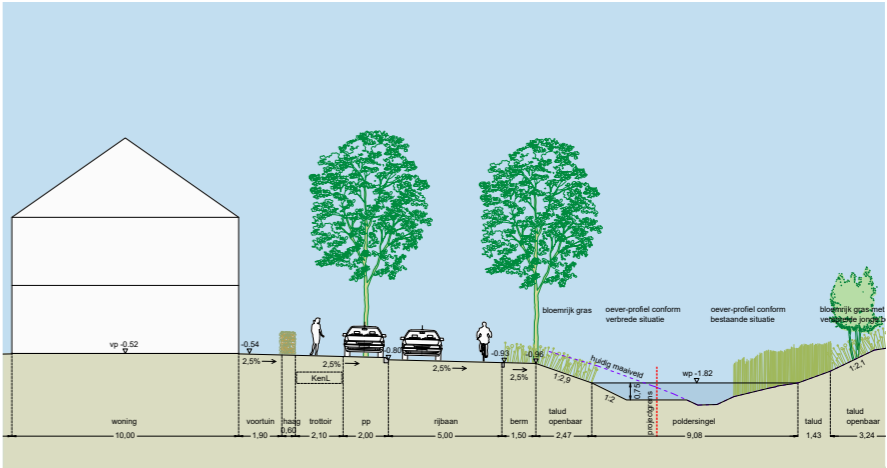 bloemrijk gras
oever-profiel conform
verbrede situatie
oever-profiel conform
bestaande situatie
bloemrijk gras met
vp -0.52
-0.54
-0.80
-0.93
-0.96
huidig maaiveld
wp -1.82
2,5%
2,5%
2,5%
2,5%
1:2,9
1:2
0,75
1:2,1
KenL
projectgrens
woning
voortuin
haag
trottoir
pp
rijbaan
berm
talud
openbaar
poldersingel
talud
talud
openbaar
10,00
1,90
0,60
2,10
2,00
5,00
1,50
2,47
9,08
1,43
3,24